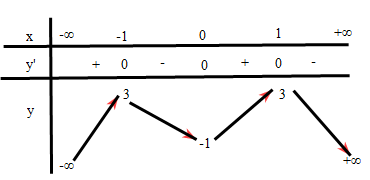 x -∞ -1 0 1 +∞
y' + 0 - 0 + 0 -
3 3
y
-1
-∞ +∞